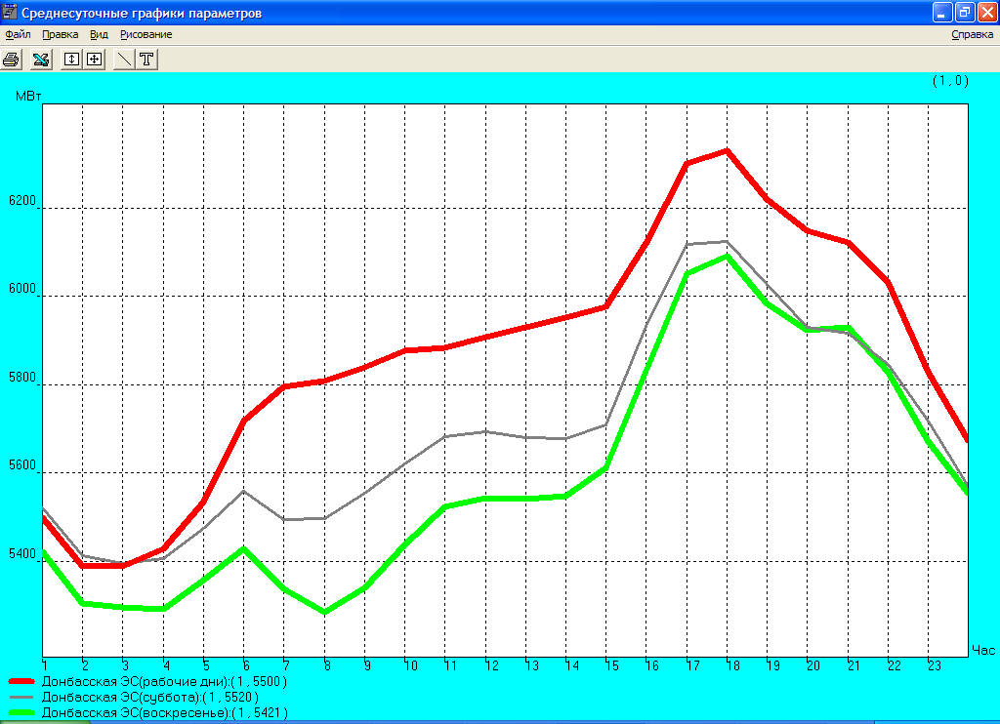 Среднесуточные графики параметров
Файл Правка Вид Рисование Справка
T
(1,0)
МВт
6200
6000
5800
5600
5400
Час
1 2 3 4 5 6 7 8 9 10 11 12 13 14 15 16 17 18 19 20 21 22 23
Донбасская ЭС(рабочие дни):(1,5500)
Донбасская ЭС(суббота):(1,5520)
Донбасская ЭС(воскресенье):(1,5421)